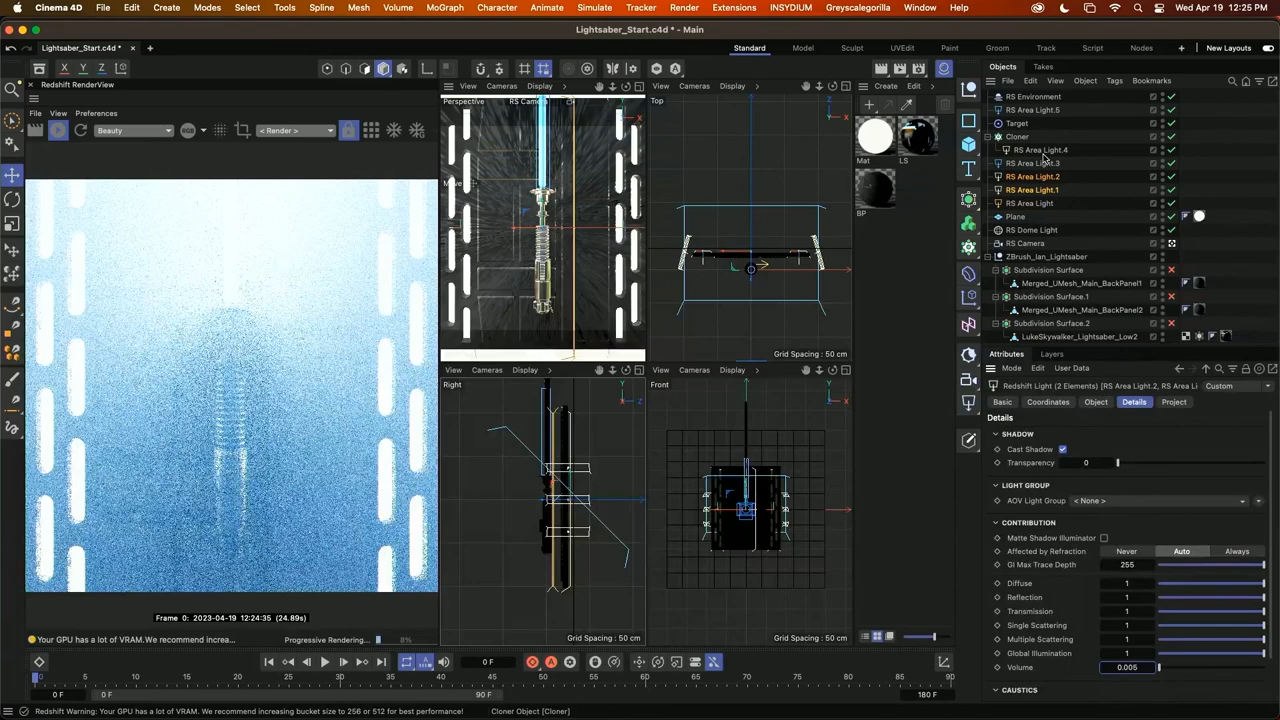 Cinema 4D File Edit Create Modes Select Tools Spline Mesh Volume MoGraph Character Animate Simulate Tracker Render Extensions INSYDIUM Greyscalegorilla Window Help Wed Apr 19 12:25 PM
Lightsaber_Start.c4d * - Main
Lightsaber_Start.c4d * Standard Model Sculpt UVEdit Paint Groom Track Script Nodes New Layouts
X Y Z
Objects Takes
Redshift RenderView
View Cameras Display View Cameras Display Create Edit
File Edit View Object Tags Bookmarks
File View Preferences
Perspective RS Camera Top
Beauty RGB < Render >
RS Environment
RS Area Light.5
Target
Cloner
RS Area Light.4
RS Area Light.3
RS Area Light.2
RS Area Light.1
RS Area Light
Plane
RS Dome Light
RS Camera
ZBrush_Ian_Lightsaber
Subdivision Surface
Merged_UMesh_Main_BackPanel1
Subdivision Surface.1
Merged_UMesh_Main_BackPanel2
Subdivision Surface.2
LukeSkywalker_Lightsaber_Low2
Mat LS
BP
Move
Grid Spacing : 50 cm
View Cameras Display View Cameras Display
Right Front
Grid Spacing : 50 cm Grid Spacing : 50 cm
Attributes Layers
Mode Edit User Data
Redshift Light (2 Elements) [RS Area Light.2, RS Area Li Custom
Basic Coordinates Object Details Project
Details
SHADOW
Cast Shadow
Transparency 0
LIGHT GROUP
AOV Light Group < None >
CONTRIBUTION
Matte Shadow Illuminator
Affected by Refraction Never Auto Always
GI Max Trace Depth 255
Diffuse 1
Reflection 1
Transmission 1
Single Scattering 1
Multiple Scattering 1
Global Illumination 1
Volume 0.005
CAUSTICS
Frame 0: 2023-04-19 12:24:35 (24.89s)
Your GPU has a lot of VRAM.We recommend increa... Progressive Rendering... 8%
0 F
0 5 10 15 20 25 30 35 40 45 50 55 60 65 70 75 80 85 90
0 F 0 F 90 F 180 F
Redshift Warning: Your GPU has a lot of VRAM. We recommend increasing bucket size to 256 or 512 for best performance! Cloner Object [Cloner]